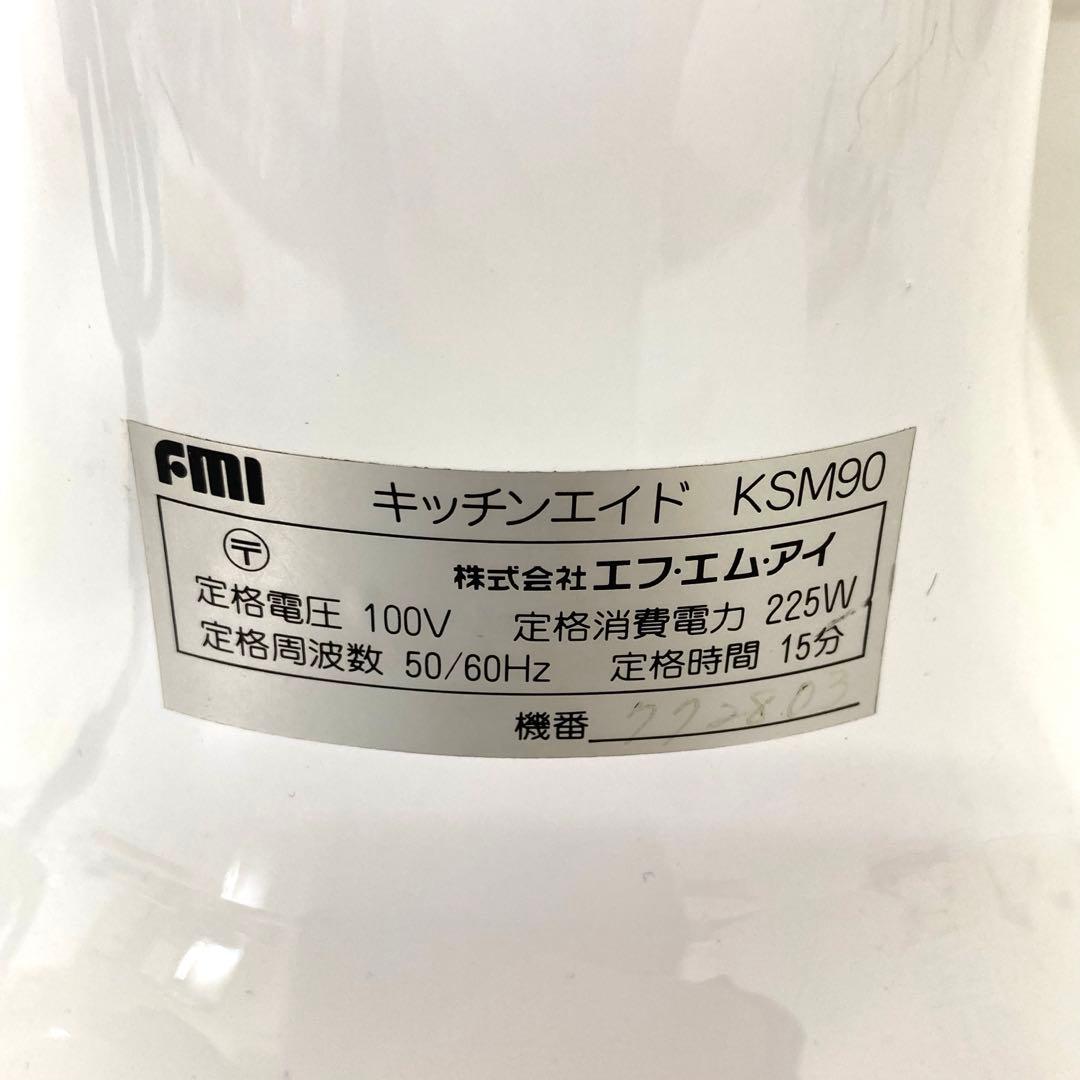 FMI
キッチンエイド KSM90
〒
株式会社 エフ・エム・アイ
定格電圧 100V 定格消費電力 225W
定格周波数 50/60Hz 定格時間 15分
機番 772803